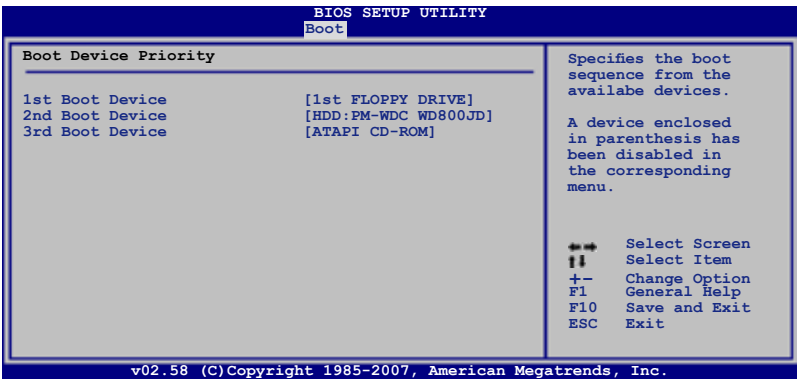 BIOS SETUP UTILITY
Boot
Boot Device Priority
1st Boot Device [1st FLOPPY DRIVE]
2nd Boot Device [HDD:PM-WDC WD800JD]
3rd Boot Device [ATAPI CD-ROM]
Specifies the boot
sequence from the
availabe devices.
A device enclosed
in parenthesis has
been disabled in
the corresponding
menu.
←→ Select Screen
↑↓ Select Item
+- Change Option
F1 General Help
F10 Save and Exit
ESC Exit
v02.58 (C)Copyright 1985-2007, American Megatrends, Inc.